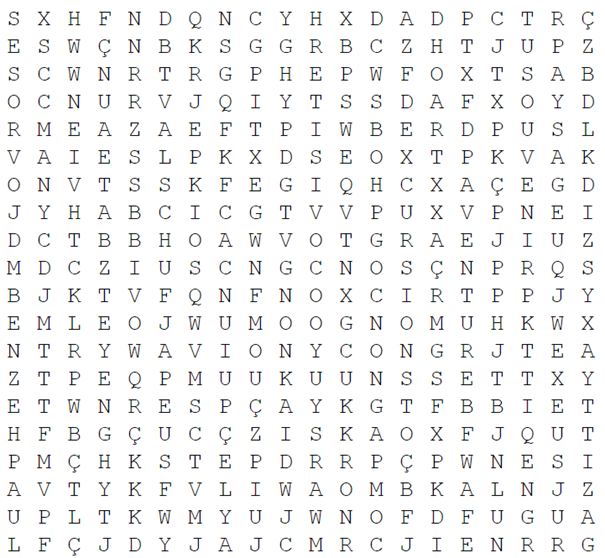 S X H F N D Q N C Y H X D A D P C T R Ç
E S W Ç N B K S G G R B C Z H T J U P Z
S C W N R T R G P H E P W F O X T S A B
O C N U R V J Q I Y T S S D A F X O Y D
R M E A Z A E F T P I W B E R D P U S L
V A I E S L P K X D S E O X T P K V A K
O N V T S S K F E G I Q H C X A Ç E G D
J Y H A B C I C G T V V P U X V P N E I
D C T B B H O A W V O T G R A E J I U Z
M D C Z I U S C N G C N O S Ç N P R Q S
B J K T V F Q N F N O X C I R T P P J Y
E M L E O J W U M O O G N O M U H K W X
N T R Y W A V I O N Y C O N G R J T E A
Z T P E Q P M U U K U U N S S E T T X Y
E T W N R E S P Ç A Y K G T F B B I E T
H F B G Ç U C Ç Z I S K A O X F J Q U T
P M Ç H K S T E P D R R P Ç P W N E S I
A V T Y K F V L I W A O M B K A L N J Z
U P L T K W M Y U J W N O F D F U G U A
L F Ç J D Y J A J C M R C J I E N R R G